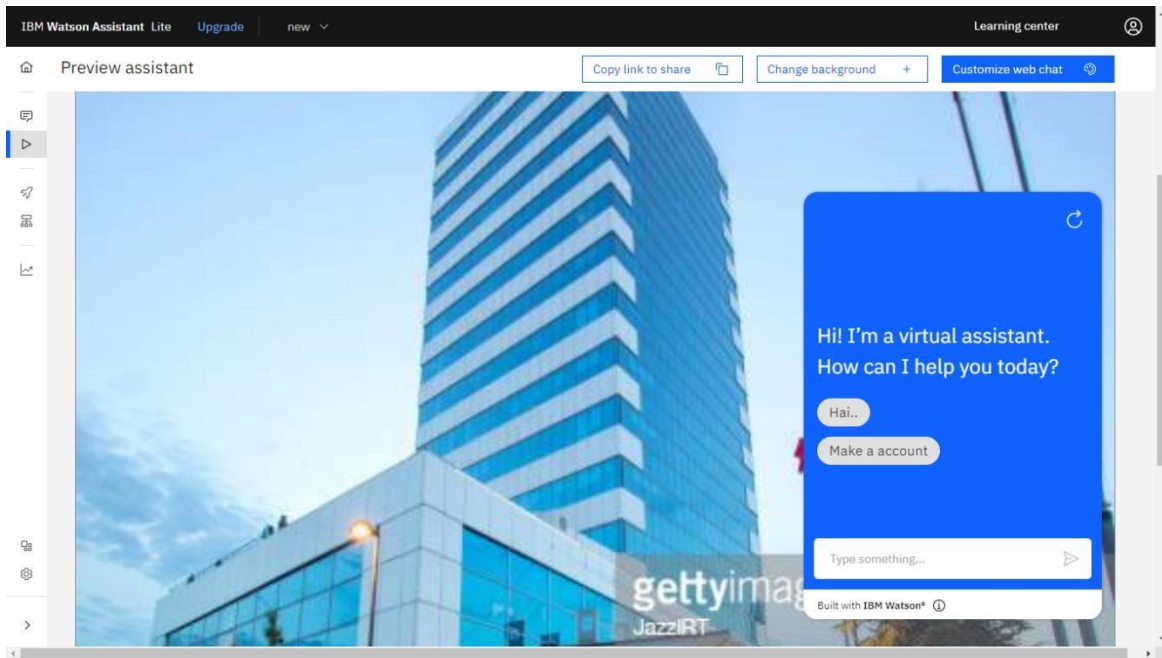 IBM Watson Assistant Lite Upgrade new Learning center
Preview assistant Copy link to share Change background + Customize web chat
Hi! I'm a virtual assistant.
How can I help you today?
Hai..
Make a account
Type something...
gettyimag
Built with IBM Watson®
JazzIRT